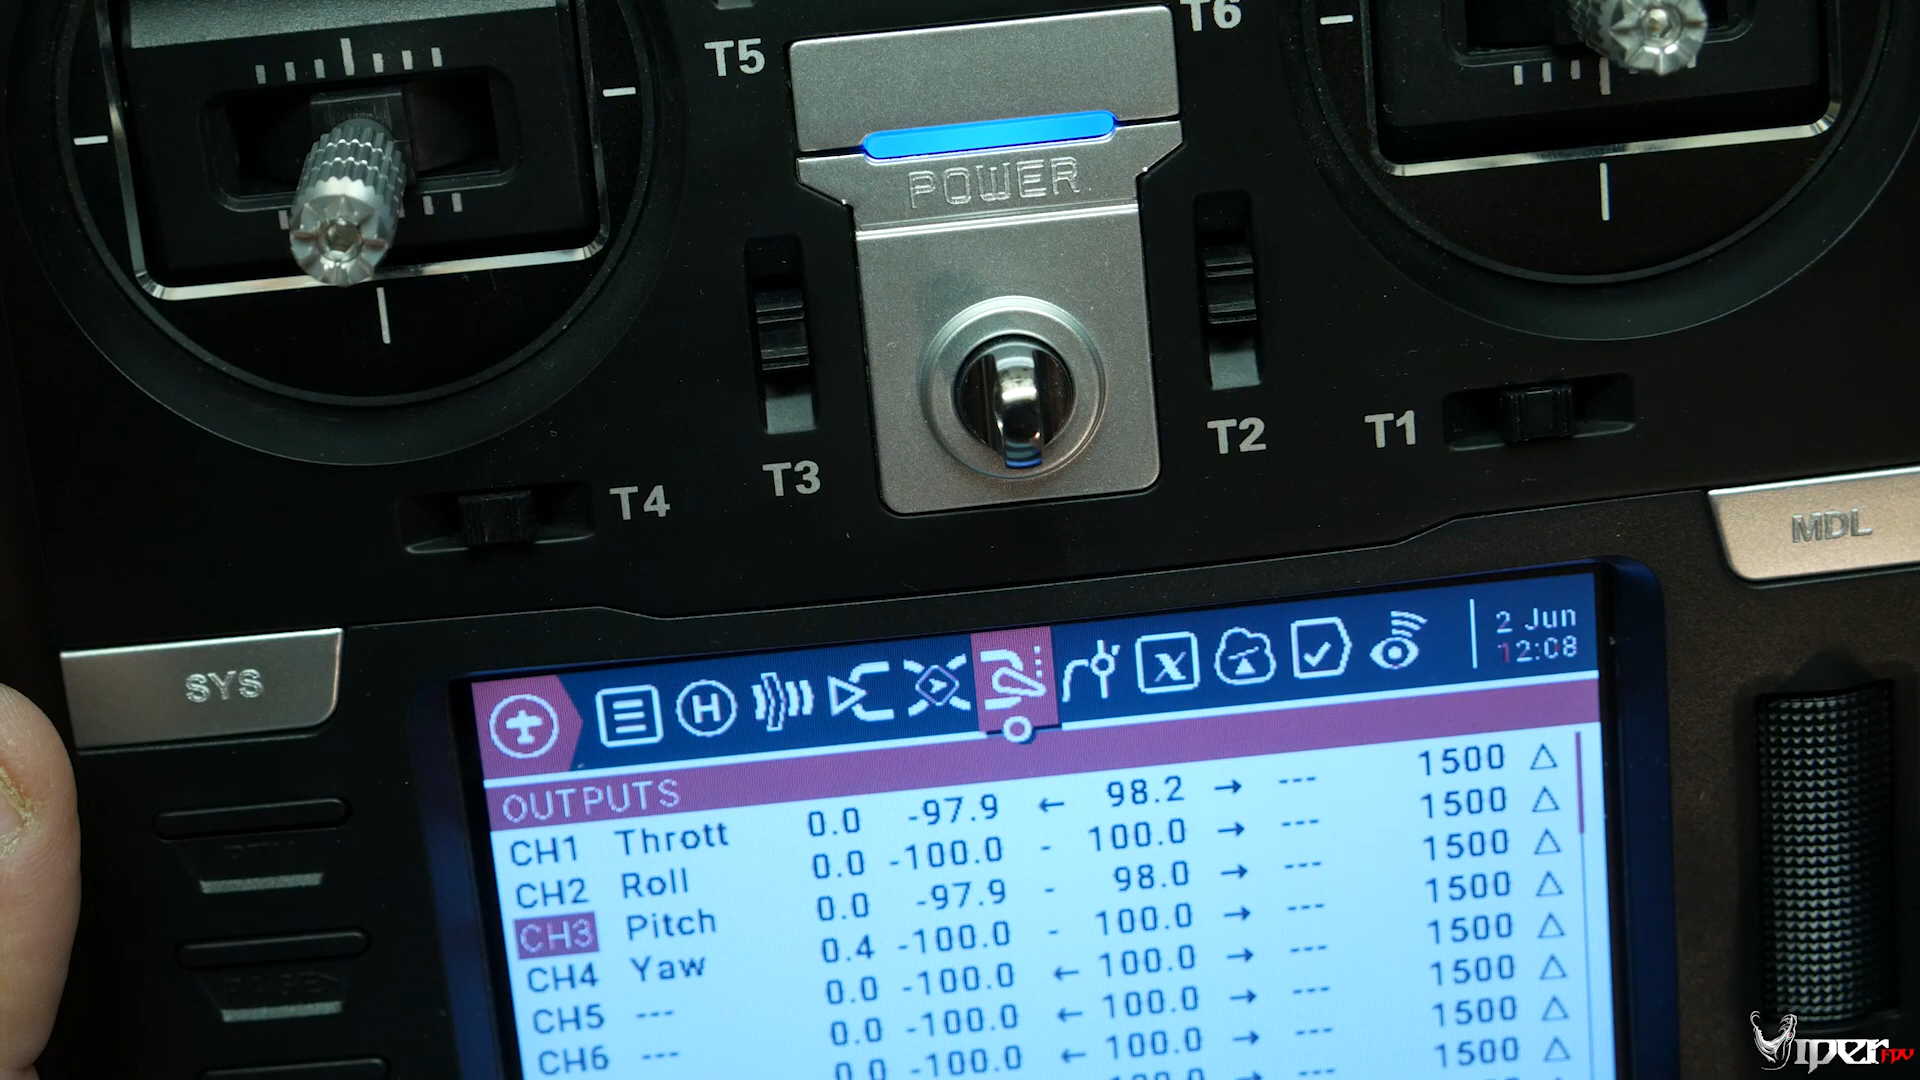 T5
T6
POWER
T3
T2
T1
T4
MDL
SYS
2 Jun
12:08
OUTPUTS
CH1 Thrott 0.0 -97.9 ← 98.2 → --- 1500 △
CH2 Roll 0.0 -100.0 - 100.0 → --- 1500 △
CH3 Pitch 0.0 -97.9 - 98.0 → --- 1500 △
CH4 Yaw 0.4 -100.0 - 100.0 → --- 1500 △
CH5 --- 0.0 -100.0 ← 100.0 → --- 1500 △
CH6 --- 0.0 -100.0 ← 100.0 → --- 1500 △
0.0 -100.0 ← 100.0 → --- 1500 △
1500 △
Viper FPV